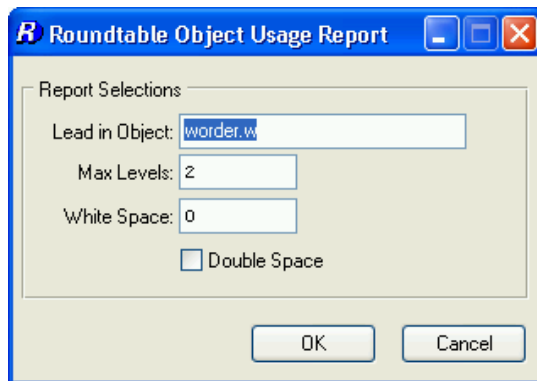 R Roundtable Object Usage Report
Report Selections
Lead in Object: worder.w
Max Levels: 2
White Space: 0
Double Space
OK Cancel